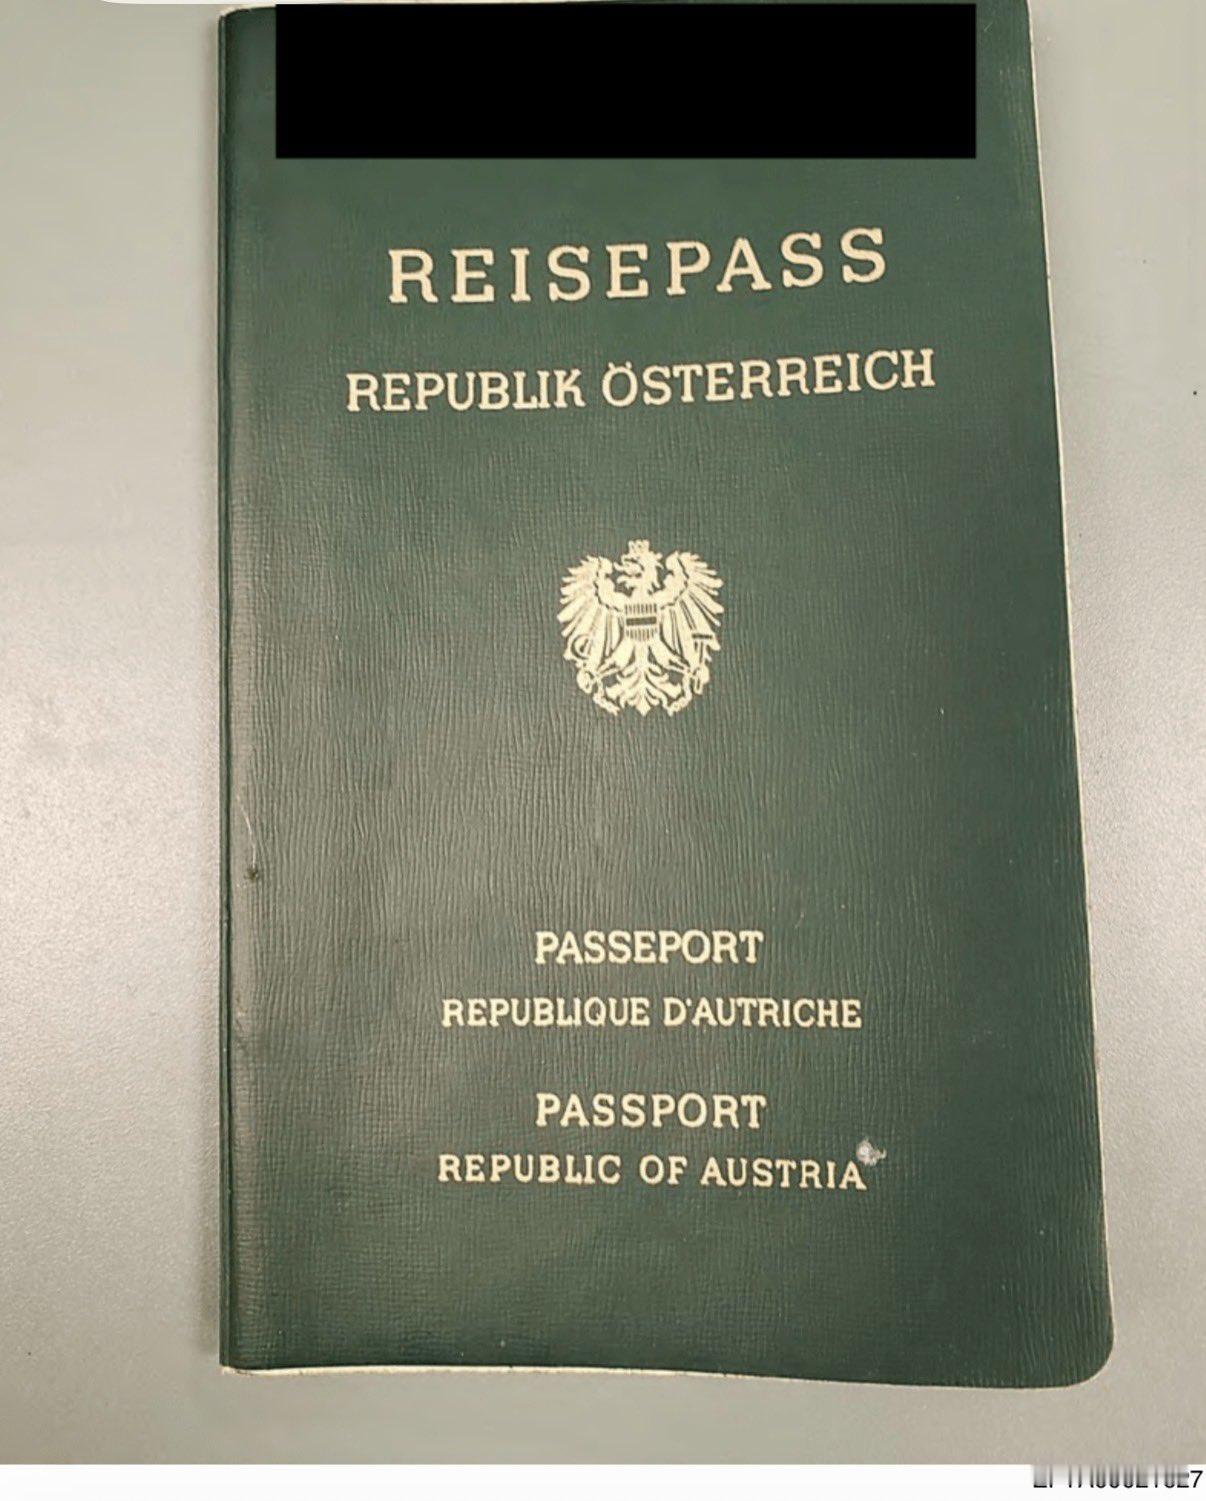 REISEPASS
REPUBLIK ÖSTERREICH
PASSEPORT
REPUBLIQUE D'AUTRICHE
PASSPORT
REPUBLIC OF AUSTRIA